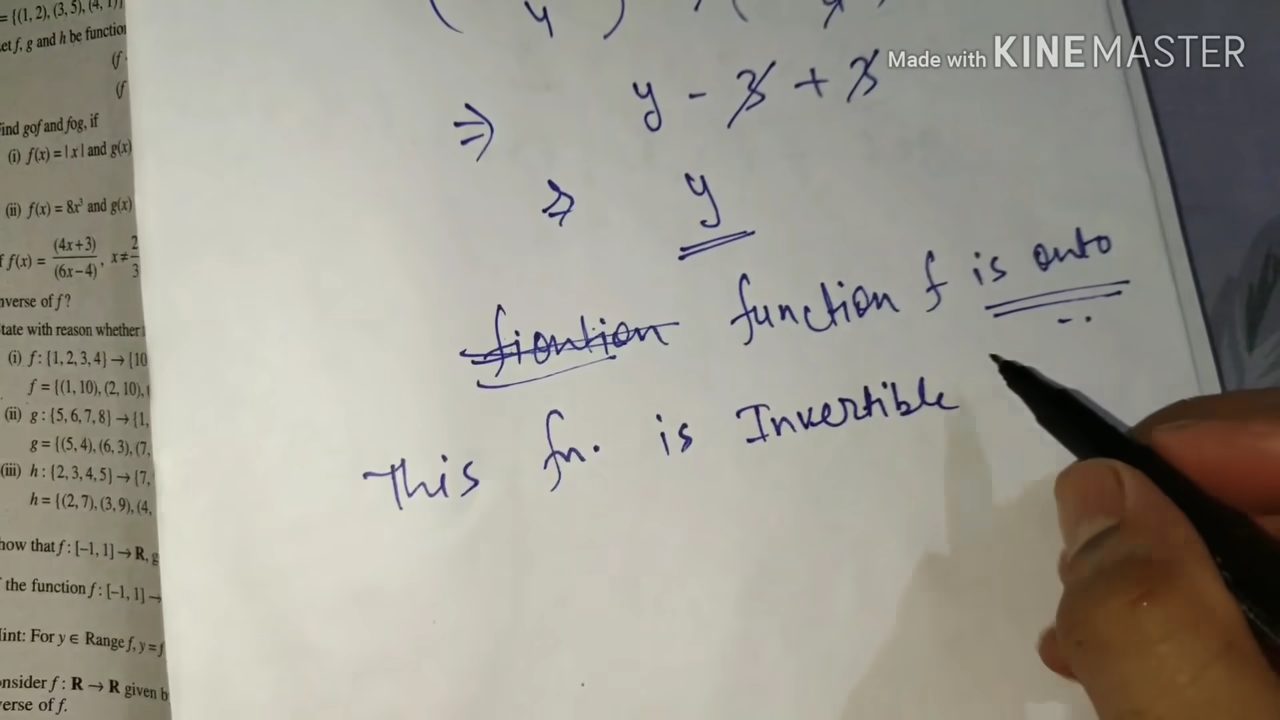 = {(1, 2), (3, 5), (4, 1)}
et f, g and h be functio
(f
(f
ind gof and fog, if
(i) f(x) = | x | and g(x)
(ii) f(x) = 8x³ and g(x)
f f(x) = (4x+3)/(6x−4), x ≠ 2/3
nverse of f?
tate with reason whether
(i) f : {1, 2, 3, 4} → {10
f = {(1, 10), (2, 10),
(ii) g : {5, 6, 7, 8} → {1,
g = {(5, 4), (6, 3), (7,
(iii) h : {2, 3, 4, 5} → {7,
h = {(2, 7), (3, 9), (4,
how that f : [−1, 1] → R, g
the function f : [−1, 1] →
int: For y ∈ Range f, y = f
onsider f : R → R given b
erse of f.
Made with KINEMASTER
⇒ y - 3 + 3
⇒ y
function f is onto
This fn. is Invertible